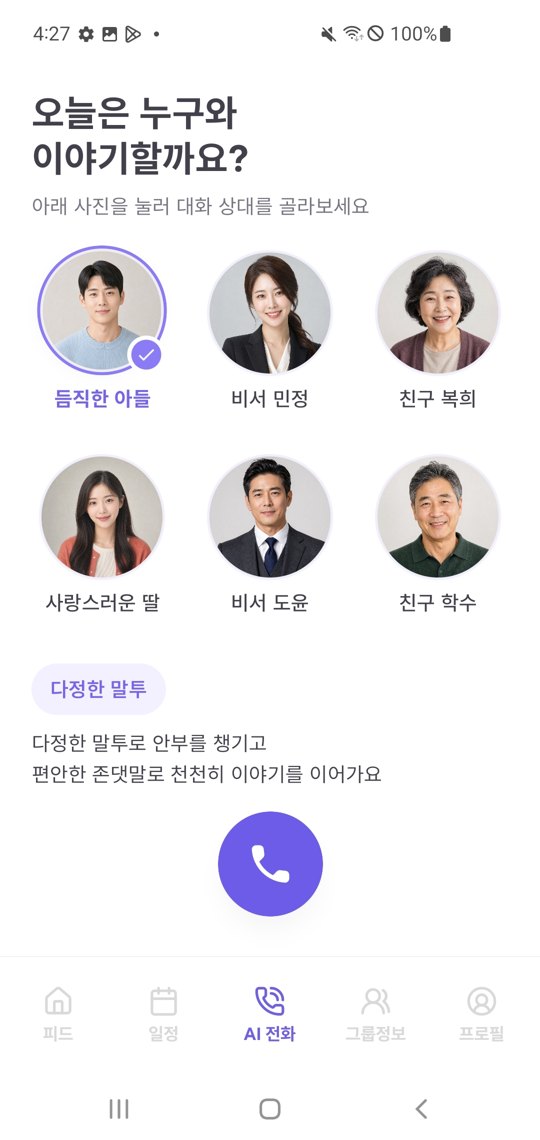 4:27
100%
오늘은 누구와
이야기할까요?
아래 사진을 눌러 대화 상대를 골라보세요
듬직한 아들
비서 민정
친구 복희
사랑스러운 딸
비서 도윤
친구 학수
다정한 말투
다정한 말투로 안부를 챙기고
편안한 존댓말로 천천히 이야기를 이어가요
피드
일정
AI 전화
그룹정보
프로필